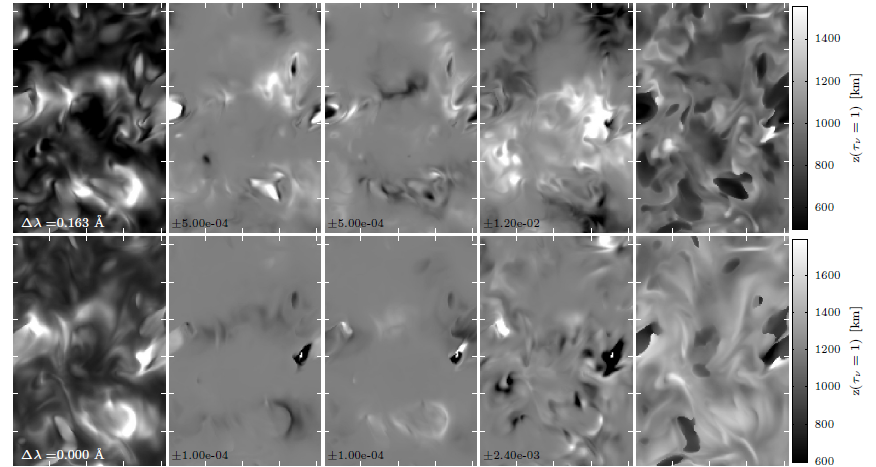 1400
1200
1000
800
600
z(τν = 1) [km]
Δλ =0.163 Å
±5.00e-04
±5.00e-04
±1.20e-02
1600
1400
1200
1000
800
600
z(τν = 1) [km]
Δλ =0.000 Å
±1.00e-04
±1.00e-04
±2.40e-03